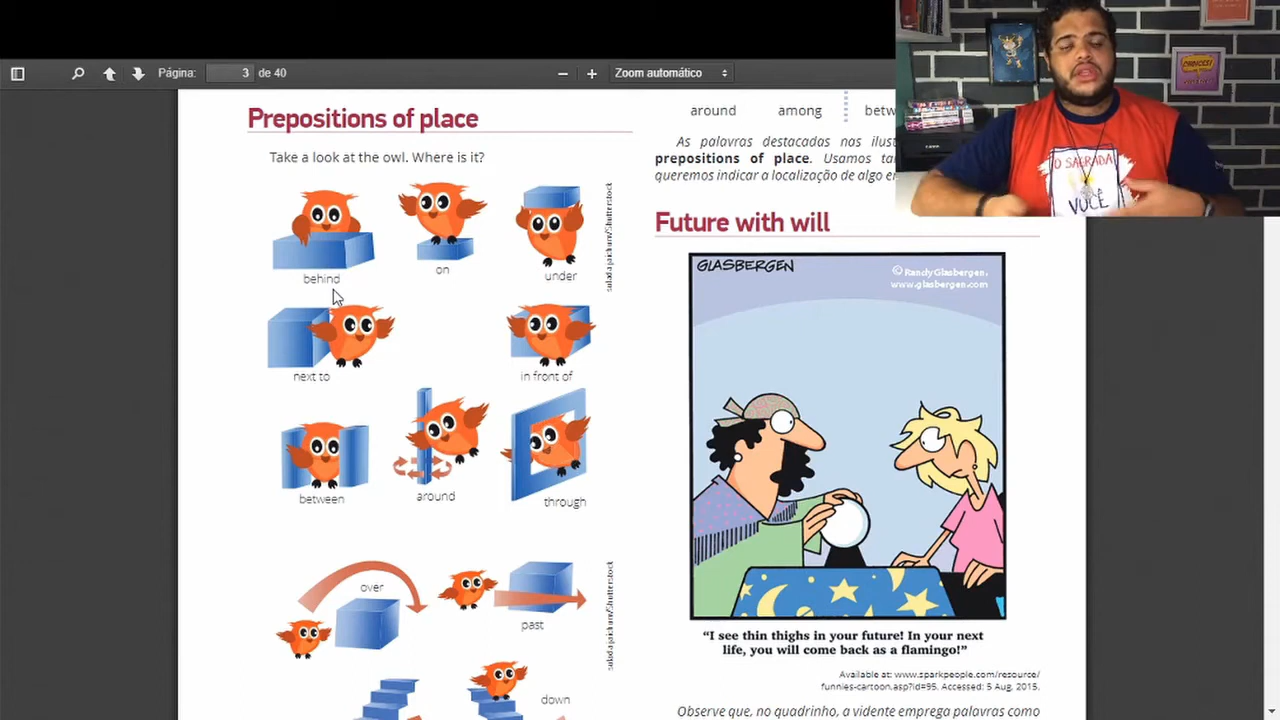 Página: 3 de 40
Zoom automático
Prepositions of place
Take a look at the owl. Where is it?
behind
on
under
next to
in front of
between
around
through
over
past
down
around among betw
As palavras destacadas nas ilust
prepositions of place. Usamos
queremos indicar a localização de algo
Future with will
GLASBERGEN
© Randy Glasbergen.
www.glasbergen.com
“I see thin thighs in your future! In your next
life, you will come back as a flamingo!”
Available at: www.sparkpeople.com/resource/
funnies-cartoon.asp?id=95. Accessed: 5 Aug. 2015.
Observe que, no quadrinho, a vidente emprega palavras como
O SAGRADA
VOCÊ